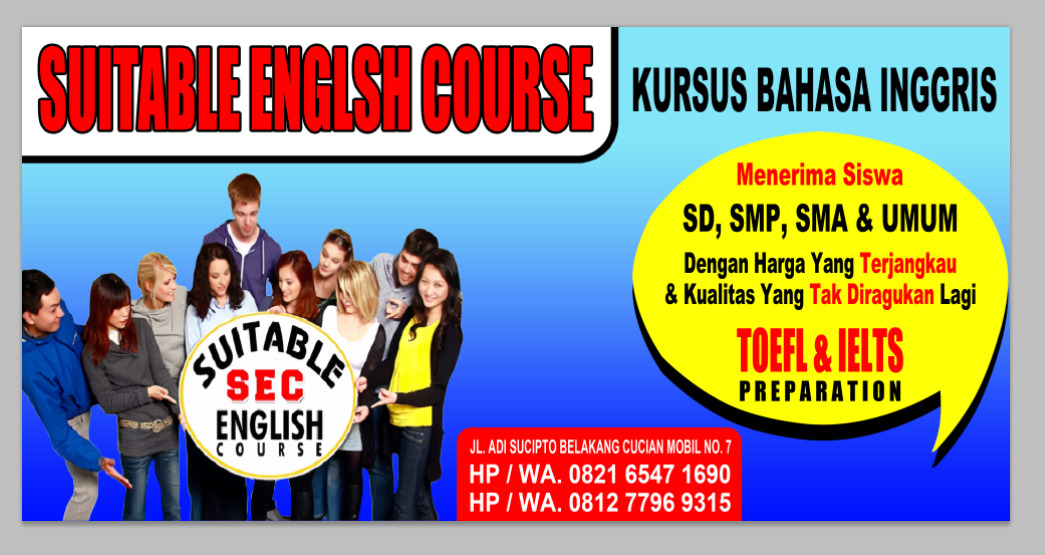 SUITABLE ENGLSH COURSE
KURSUS BAHASA INGGRIS
Menerima Siswa
SD, SMP, SMA & UMUM
Dengan Harga Yang Terjangkau
& Kualitas Yang Tak Diragukan Lagi
TOEFL & IELTS
PREPARATION
SUITABLE
SEC
ENGLISH
COURSE
JL. ADI SUCIPTO BELAKANG CUCIAN MOBIL NO. 7
HP / WA. 0821 6547 1690
HP / WA. 0812 7796 9315